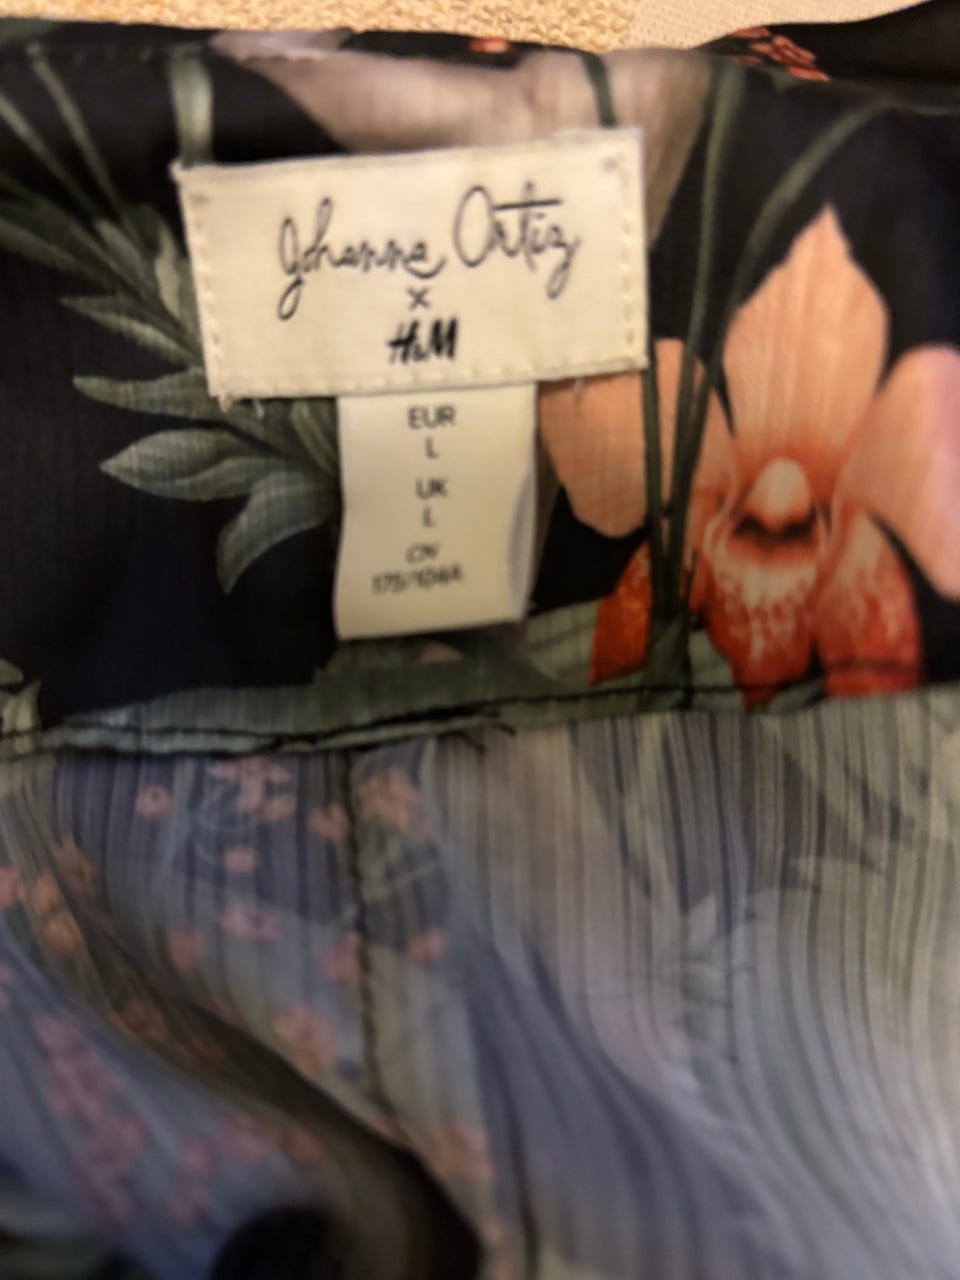 Johanna Ortiz
x
H&M
EUR
L
UK
L
CN
175/104A